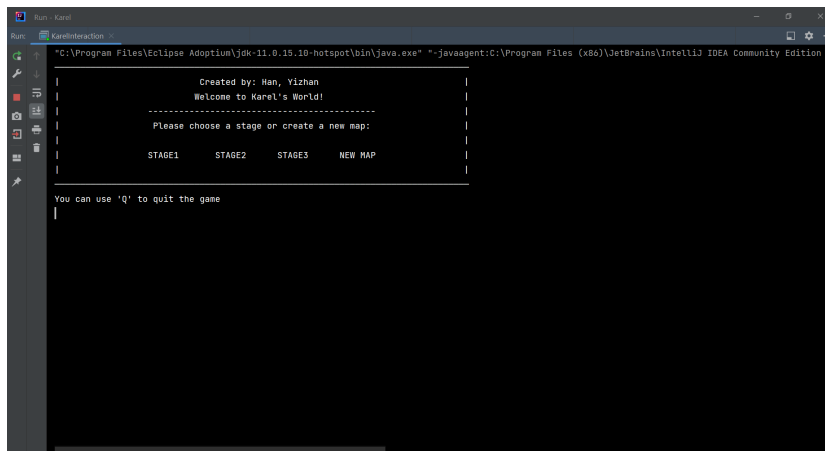 Run - Karel
Run: KarelInteraction ×
"C:\Program Files\Eclipse Adoptium\jdk-11.0.15.10-hotspot\bin\java.exe" "-javaagent:C:\Program Files (x86)\JetBrains\IntelliJ IDEA Community Edition
Created by: Han, Yizhan
Welcome to Karel's World!
--------------------------------------------
Please choose a stage or create a new map:
STAGE1 STAGE2 STAGE3 NEW MAP
You can use 'Q' to quit the game